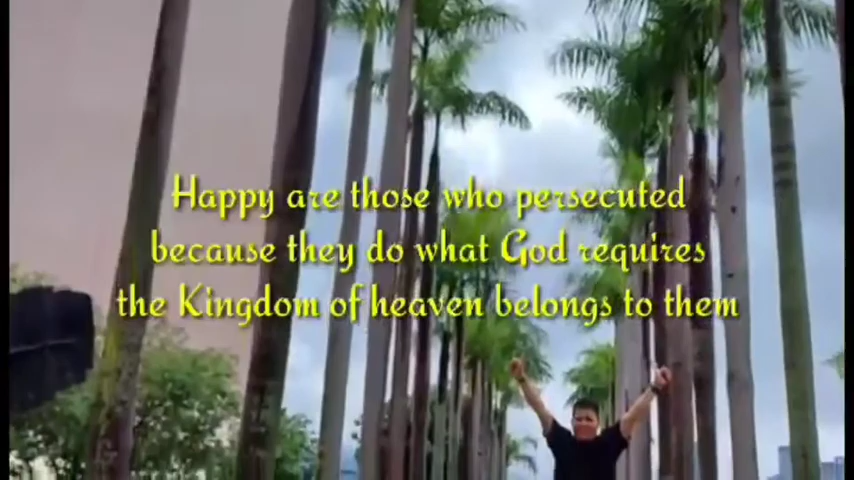 Happy are those who persecuted
because they do what God requires
the Kingdom of heaven belongs to them